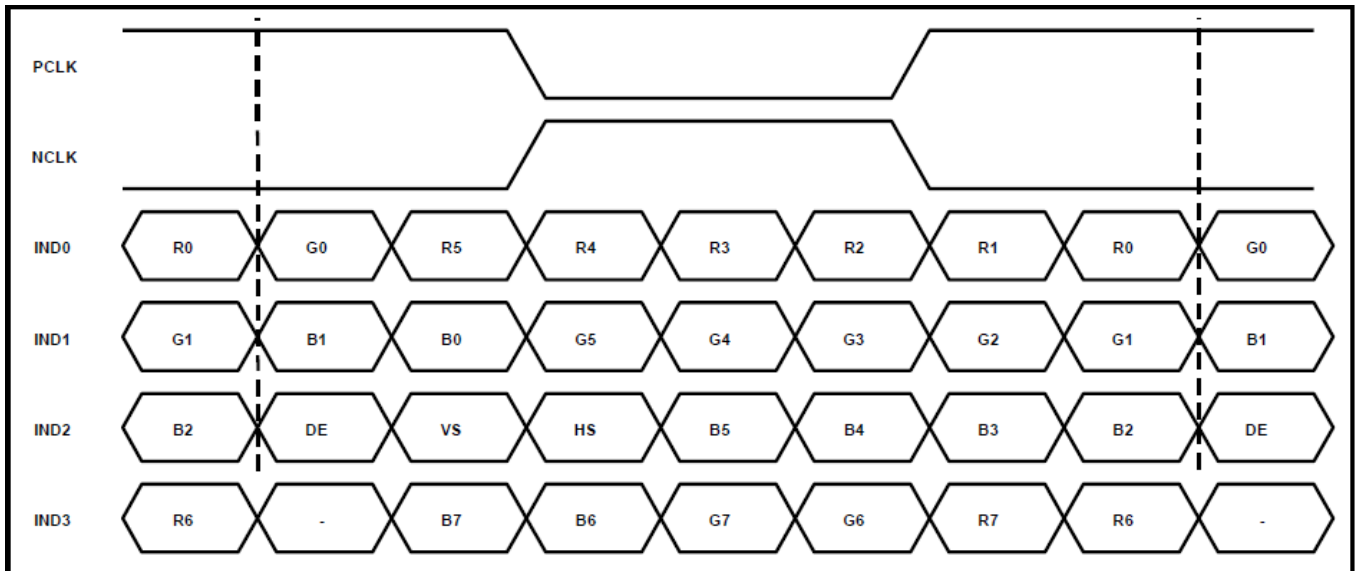 PCLK
NCLK
IND0 R0 G0 R5 R4 R3 R2 R1 R0 G0
IND1 G1 B1 B0 G5 G4 G3 G2 G1 B1
IND2 B2 DE VS HS B5 B4 B3 B2 DE
IND3 R6 - B7 B6 G7 G6 R7 R6 -